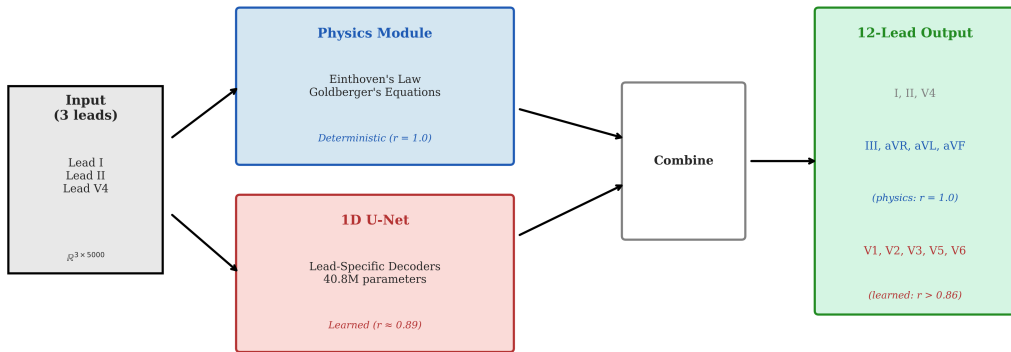 Input
(3 leads)
Lead I
Lead II
Lead V4
ℝ³ ˣ ⁵⁰⁰⁰
Physics Module
Einthoven's Law
Goldberger's Equations
Deterministic (r = 1.0)
1D U-Net
Lead-Specific Decoders
40.8M parameters
Learned (r ≈ 0.89)
Combine
12-Lead Output
I, II, V4
III, aVR, aVL, aVF
(physics: r = 1.0)
V1, V2, V3, V5, V6
(learned: r > 0.86)